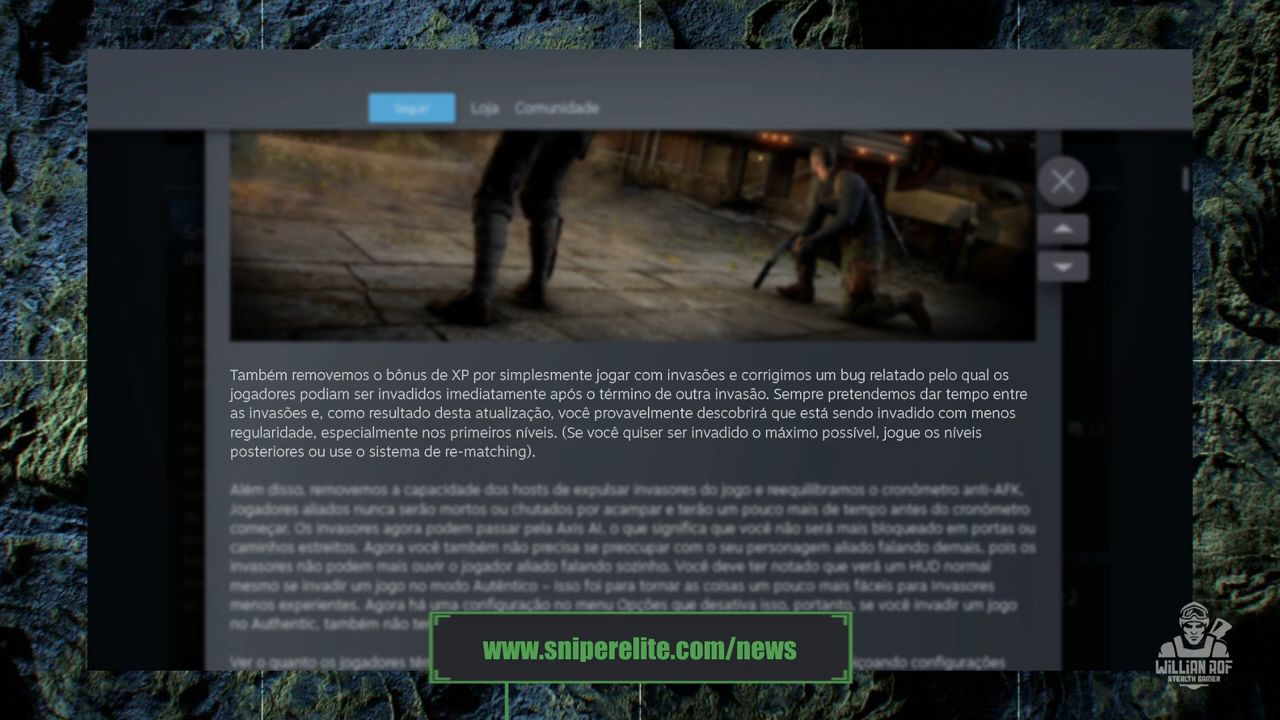 Seguir
Loja
Comunidade
Também removemos o bônus de XP por simplesmente jogar com invasões e corrigimos um bug relatado pelo qual os
jogadores podiam ser invadidos imediatamente após o término de outra invasão. Sempre pretendemos dar tempo entre
as invasões e, como resultado desta atualização, você provavelmente descobrirá que está sendo invadido com menos
regularidade, especialmente nos primeiros níveis. (Se você quiser ser invadido o máximo possível, jogue os níveis
posteriores ou use o sistema de re-matching).
Além disso, removemos a capacidade dos hosts de expulsar invasores do jogo e reequilibramos o cronômetro anti-AFK.
Jogadores aliados nunca serão mortos ou chutados por acampar e terão um pouco mais de tempo antes do cronômetro
começar. Os invasores agora podem passar pela Axis AI, o que significa que você não será mais bloqueado em portas ou
caminhos estreitos. Agora você também não precisa se preocupar com o seu personagem aliado falando demais, pois os
invasores não podem mais ouvir o jogador aliado falando sozinho. Você deve ter notado que verá um HUD normal
mesmo se invadir um jogo no modo Autêntico – isso foi para tornar as coisas um pouco mais fáceis para Invasores
menos experientes. Agora há uma configuração no menu Opções que desativa isso, portanto, se você invadir um jogo
no Authentic, também não
Ver o quanto os jogadores
configurações
www.sniperelite.com/news
WILLIAN ROF
STEALTH GAMER